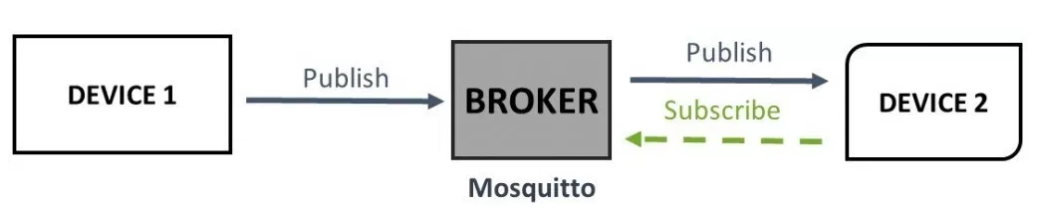 DEVICE 1
Publish
BROKER
Mosquitto
Publish
Subscribe
DEVICE 2